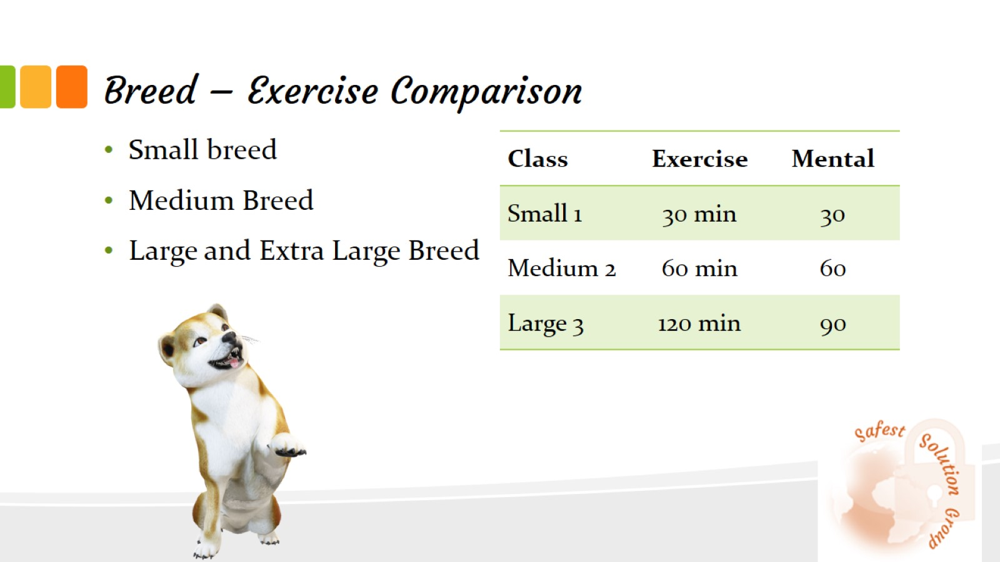 Breed – Exercise Comparison
• Small breed
• Medium Breed
• Large and Extra Large Breed
Class Exercise Mental
Small 1 30 min 30
Medium 2 60 min 60
Large 3 120 min 90
Safest Solution Group